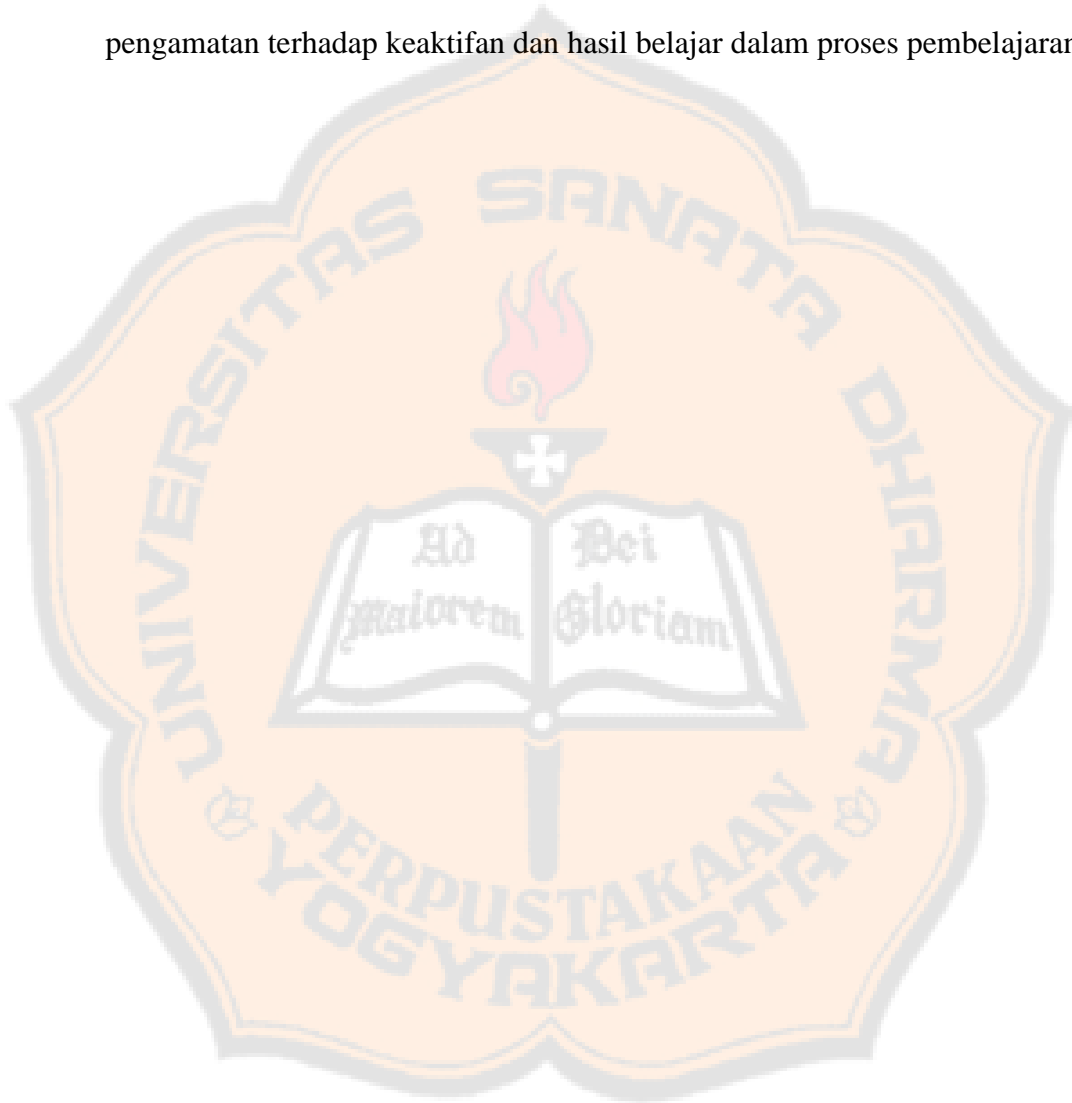 pengamatan terhadap keaktifan dan hasil belajar dalam proses pembelajaran
UNIVERSITAS SANATA DHARMA
Ad Dei
Maiorem Gloriam
PERPUSTAKAAN
YOGYAKARTA